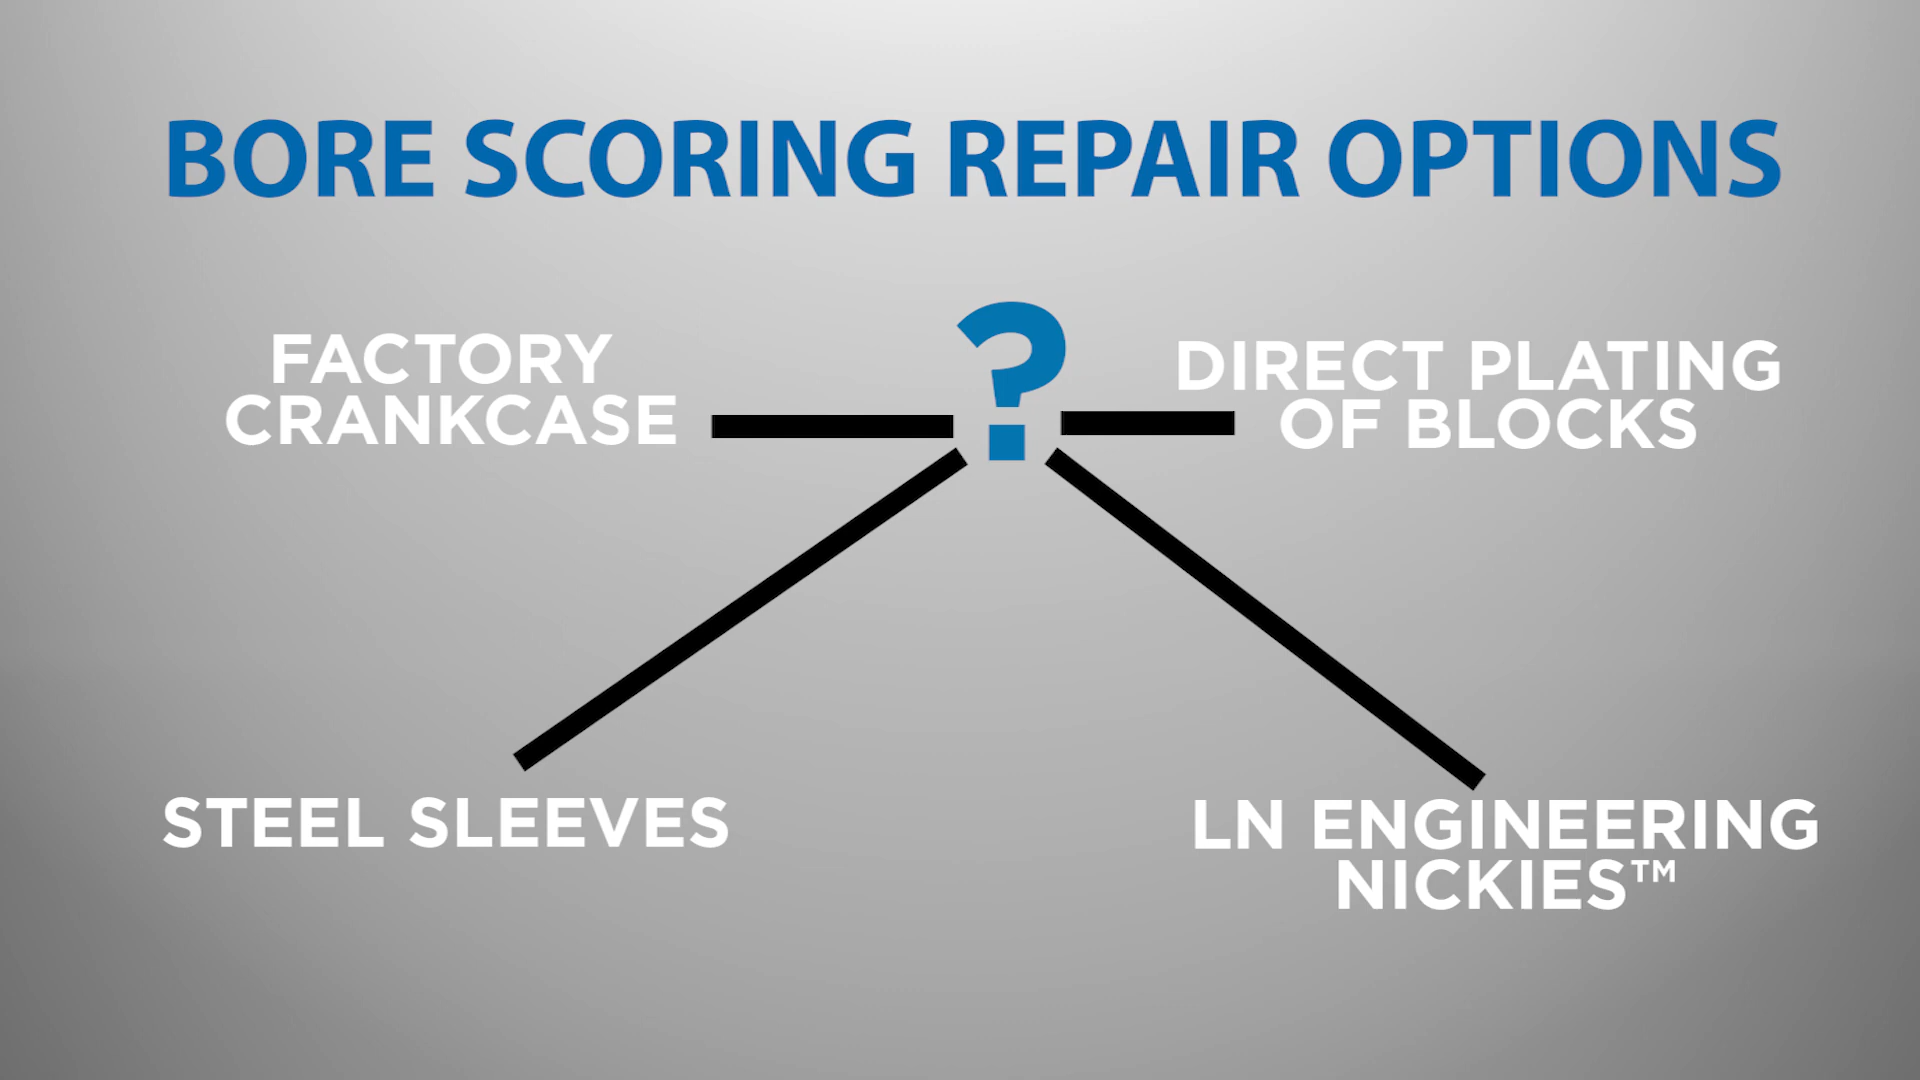 BORE SCORING REPAIR OPTIONS
?
FACTORY
CRANKCASE
DIRECT PLATING
OF BLOCKS
STEEL SLEEVES
LN ENGINEERING
NICKIES™